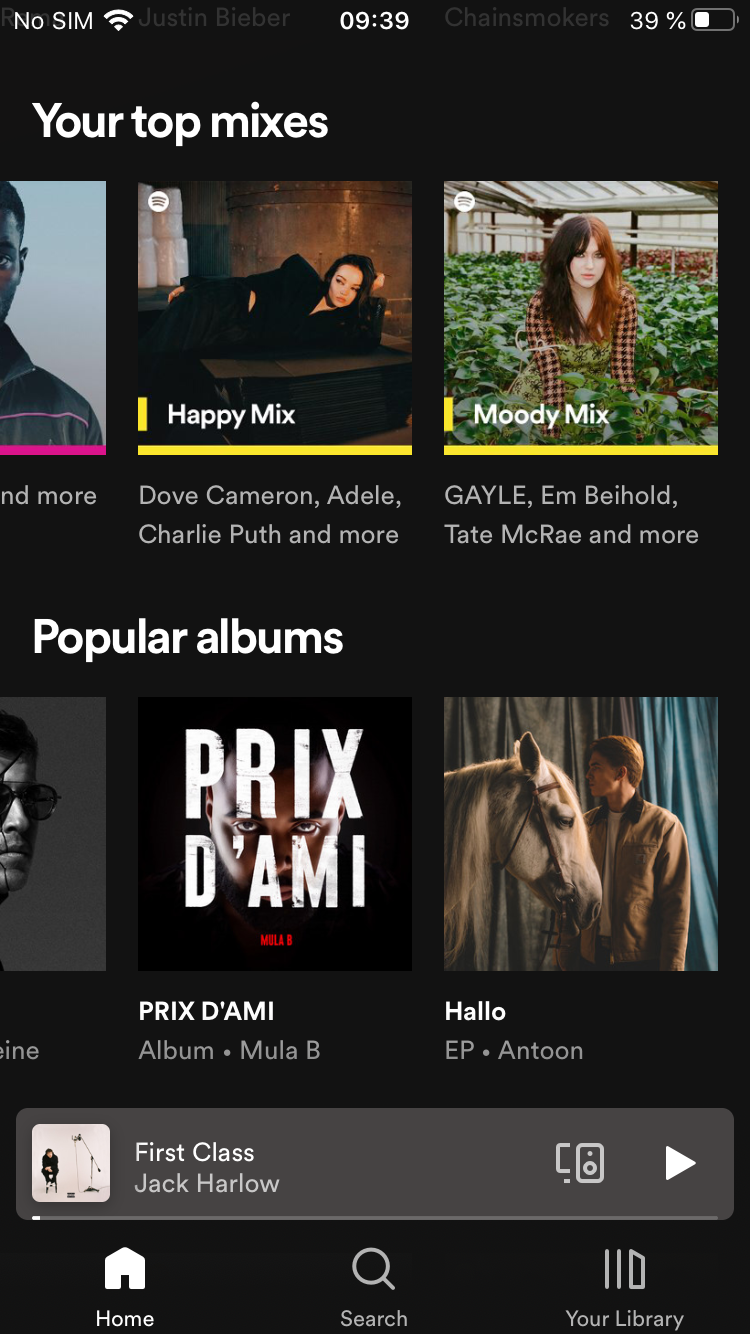 No SIM
09:39
39 %
Justin Bieber
Chainsmokers
Your top mixes
Happy Mix
Moody Mix
nd more
Dove Cameron, Adele,
Charlie Puth and more
GAYLE, Em Beihold,
Tate McRae and more
Popular albums
PRIX
D'AMI
MULA B
PRIX D'AMI
Hallo
eine
Album • Mula B
EP • Antoon
First Class
Jack Harlow
Home
Search
Your Library